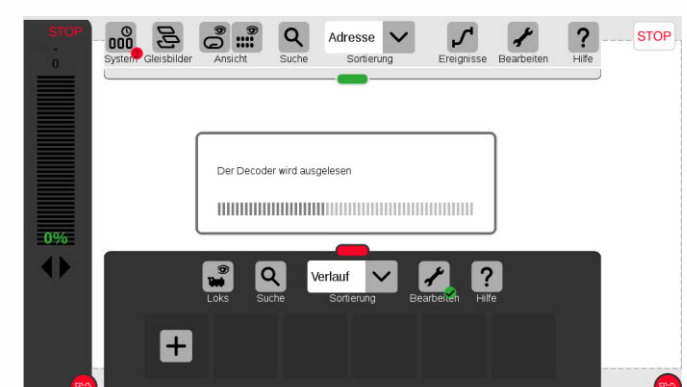 STOP
-
0
0%
Adresse
STOP
System
2
Gleisbilder
Ansicht
Suche
Sortierung
Ereignisse
Bearbeiten
?
Hilfe
Der Decoder wird ausgelesen
Verlauf
?
Loks
Suche
Sortierung
Bearbeiten
Hilfe
+